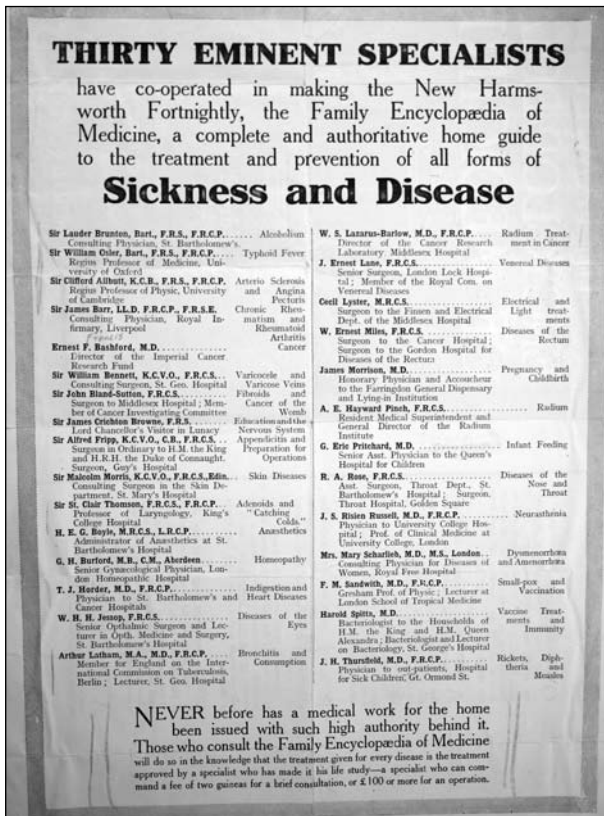 THIRTY EMINENT SPECIALISTS
have co-operated in making the New Harms-
worth Fortnightly, the Family Encyclopædia of
Medicine, a complete and authoritative home guide
to the treatment and prevention of all forms of
Sickness and Disease
Sir Lauder Brunton, Bart., F.R.S., F.R.C.P. Alcoholism
Consulting Physician, St. Bartholomew's.
Sir William Osler, Bart., F.R.S., F.R.C.P. Typhoid Fever
Regius Professor of Medicine, Uni-
versity of Oxford
Sir Clifford Allbutt, K.C.B., F.R.S., F.R.C.P. Arterio Sclerosis
Regius Professor of Physic, University and Angina
of Cambridge Pectoris
Sir James Barr, LL.D. F.R.C.P., F.R.S.E. Chronic Rheu-
Consulting Physician, Royal In- matism and
firmary, Liverpool Rheumatoid
Arthritis
Ernest F. Bashford, M.D. Cancer
Director of the Imperial Cancer
Research Fund
Sir William Bennett, K.C.V.O., F.R.C.S. Varicocele and
Consulting Surgeon, St. Geo. Hospital Varicose Veins
Sir John Bland-Sutton, F.R.C.S. Fibroids and
Surgeon to Middlesex Hospital; Mem- Cancer of the
ber of Cancer Investigating Committee Womb
Sir James Crichton Browne, F.R.S. Education and the
Lord Chancellor's Visitor in Lunacy Nervous System
Sir Alfred Fripp, K.C.V.O., C.B., F.R.C.S. Appendicitis and
Surgeon in Ordinary to H.M. the King Preparation for
and H.R.H. the Duke of Connaught. Operations
Surgeon, Guy's Hospital
Sir Malcolm Morris, K.C.V.O., F.R.C.S., Edin. Skin Diseases
Consulting Surgeon in the Skin De-
partment, St. Mary's Hospital
Sir St. Clair Thomson, F.R.C.S., F.R.C.P. Adenoids and
Professor of Laryngology, King's "Catching
College Hospital Colds."
H. E. G. Boyle, M.R.C.S., L.R.C.P. Anæsthetics
Administrator of Anæsthetics at St.
Bartholomew's Hospital
G. H. Burford, M.B., C.M., Aberdeen Homeopathy
Senior Gynæcological Physician, Lon-
don Homeopathic Hospital
T. J. Horder, M.D., F.R.C.P. Indigestion and
Physician to St. Bartholomew's and Heart Diseases
Cancer Hospitals
W. H. H. Jessop, F.R.C.S. Diseases of the
Senior Opthalmic Surgeon and Lec- Eyes
turer in Opth. Medicine and Surgery,
St. Bartholomew's Hospital
Arthur Latham, M.A., M.D., F.R.C.P. Bronchitis and
Member for England on the Inter- Consumption
national Commission on Tuberculosis,
Berlin; Lecturer, St. Geo. Hospital
W. S. Lazarus-Barlow, M.D., F.R.C.P. Radium Treat-
Director of the Cancer Research ment in Cancer
Laboratory Middlesex Hospital
J. Ernest Lane, F.R.C.S. Venereal Diseases
Senior Surgeon, London Lock Hospi-
tal; Member of the Royal Com. on
Venereal Diseases
Cecil Lyster, M.R.C.S. Electrical and
Surgeon to the Finsen and Electrical Light treat-
Dept. of the Middlesex Hospital ments
W. Ernest Miles, F.R.C.S. Diseases of the
Surgeon to the Cancer Hospital; Rectum
Surgeon to the Gordon Hospital for
Diseases of the Rectum
James Morrison, M.D. Pregnancy and
Honorary Physician and Accoucheur Childbirth
to the Farringdon General Dispensary
and Lying-in Institution
A. E. Hayward Pinch, F.R.C.S. Radium
Resident Medical Superintendent and
General Director of the Radium
Institute
G. Eric Pritchard, M.D. Infant Feeding
Senior Asst. Physician to the Queen's
Hospital for Children
R. A. Rose, F.R.C.S. Diseases of the
Asst. Surgeon, Throat Dept., St. Nose and
Bartholomew's Hospital; Surgeon, Throat
Throat Hospital, Golden Square
J. S. Risien Russell, M.D., F.R.C.P. Neurasthenia
Physician to University College Hos-
pital; Prof. of Clinical Medicine at
University College, London
Mrs. Mary Scharlieb, M.D., M.S., London Dysmenorrhœa
Consulting Physician for Diseases of and Amenorrhœa
Women, Royal Free Hospital
F. M. Sandwith, M.D., F.R.C.P. Small-pox and
Gresham Prof. of Physic; Lecturer at Vaccination
London School of Tropical Medicine
Harold Spitta, M.D. Vaccine Treat-
Bacteriologist to the Households of ments and
H.M. the King and H.M. Queen Immunity
Alexandra; Bacteriologist and Lecturer
on Bacteriology, St. George's Hospital
J. H. Thursfield, M.D., F.R.C.P. Rickets, Diph-
Physician to out-patients, Hospital theria and
for Sick Children, Gt. Ormond St. Measles
NEVER before has a medical work for the home
been issued with such high authority behind it.
Those who consult the Family Encyclopædia of Medicine
will do so in the knowledge that the treatment given for every disease is the treatment
approved by a specialist who has made it his life study—a specialist who can com-
mand a fee of two guineas for a brief consultation, or £100 or more for an operation.